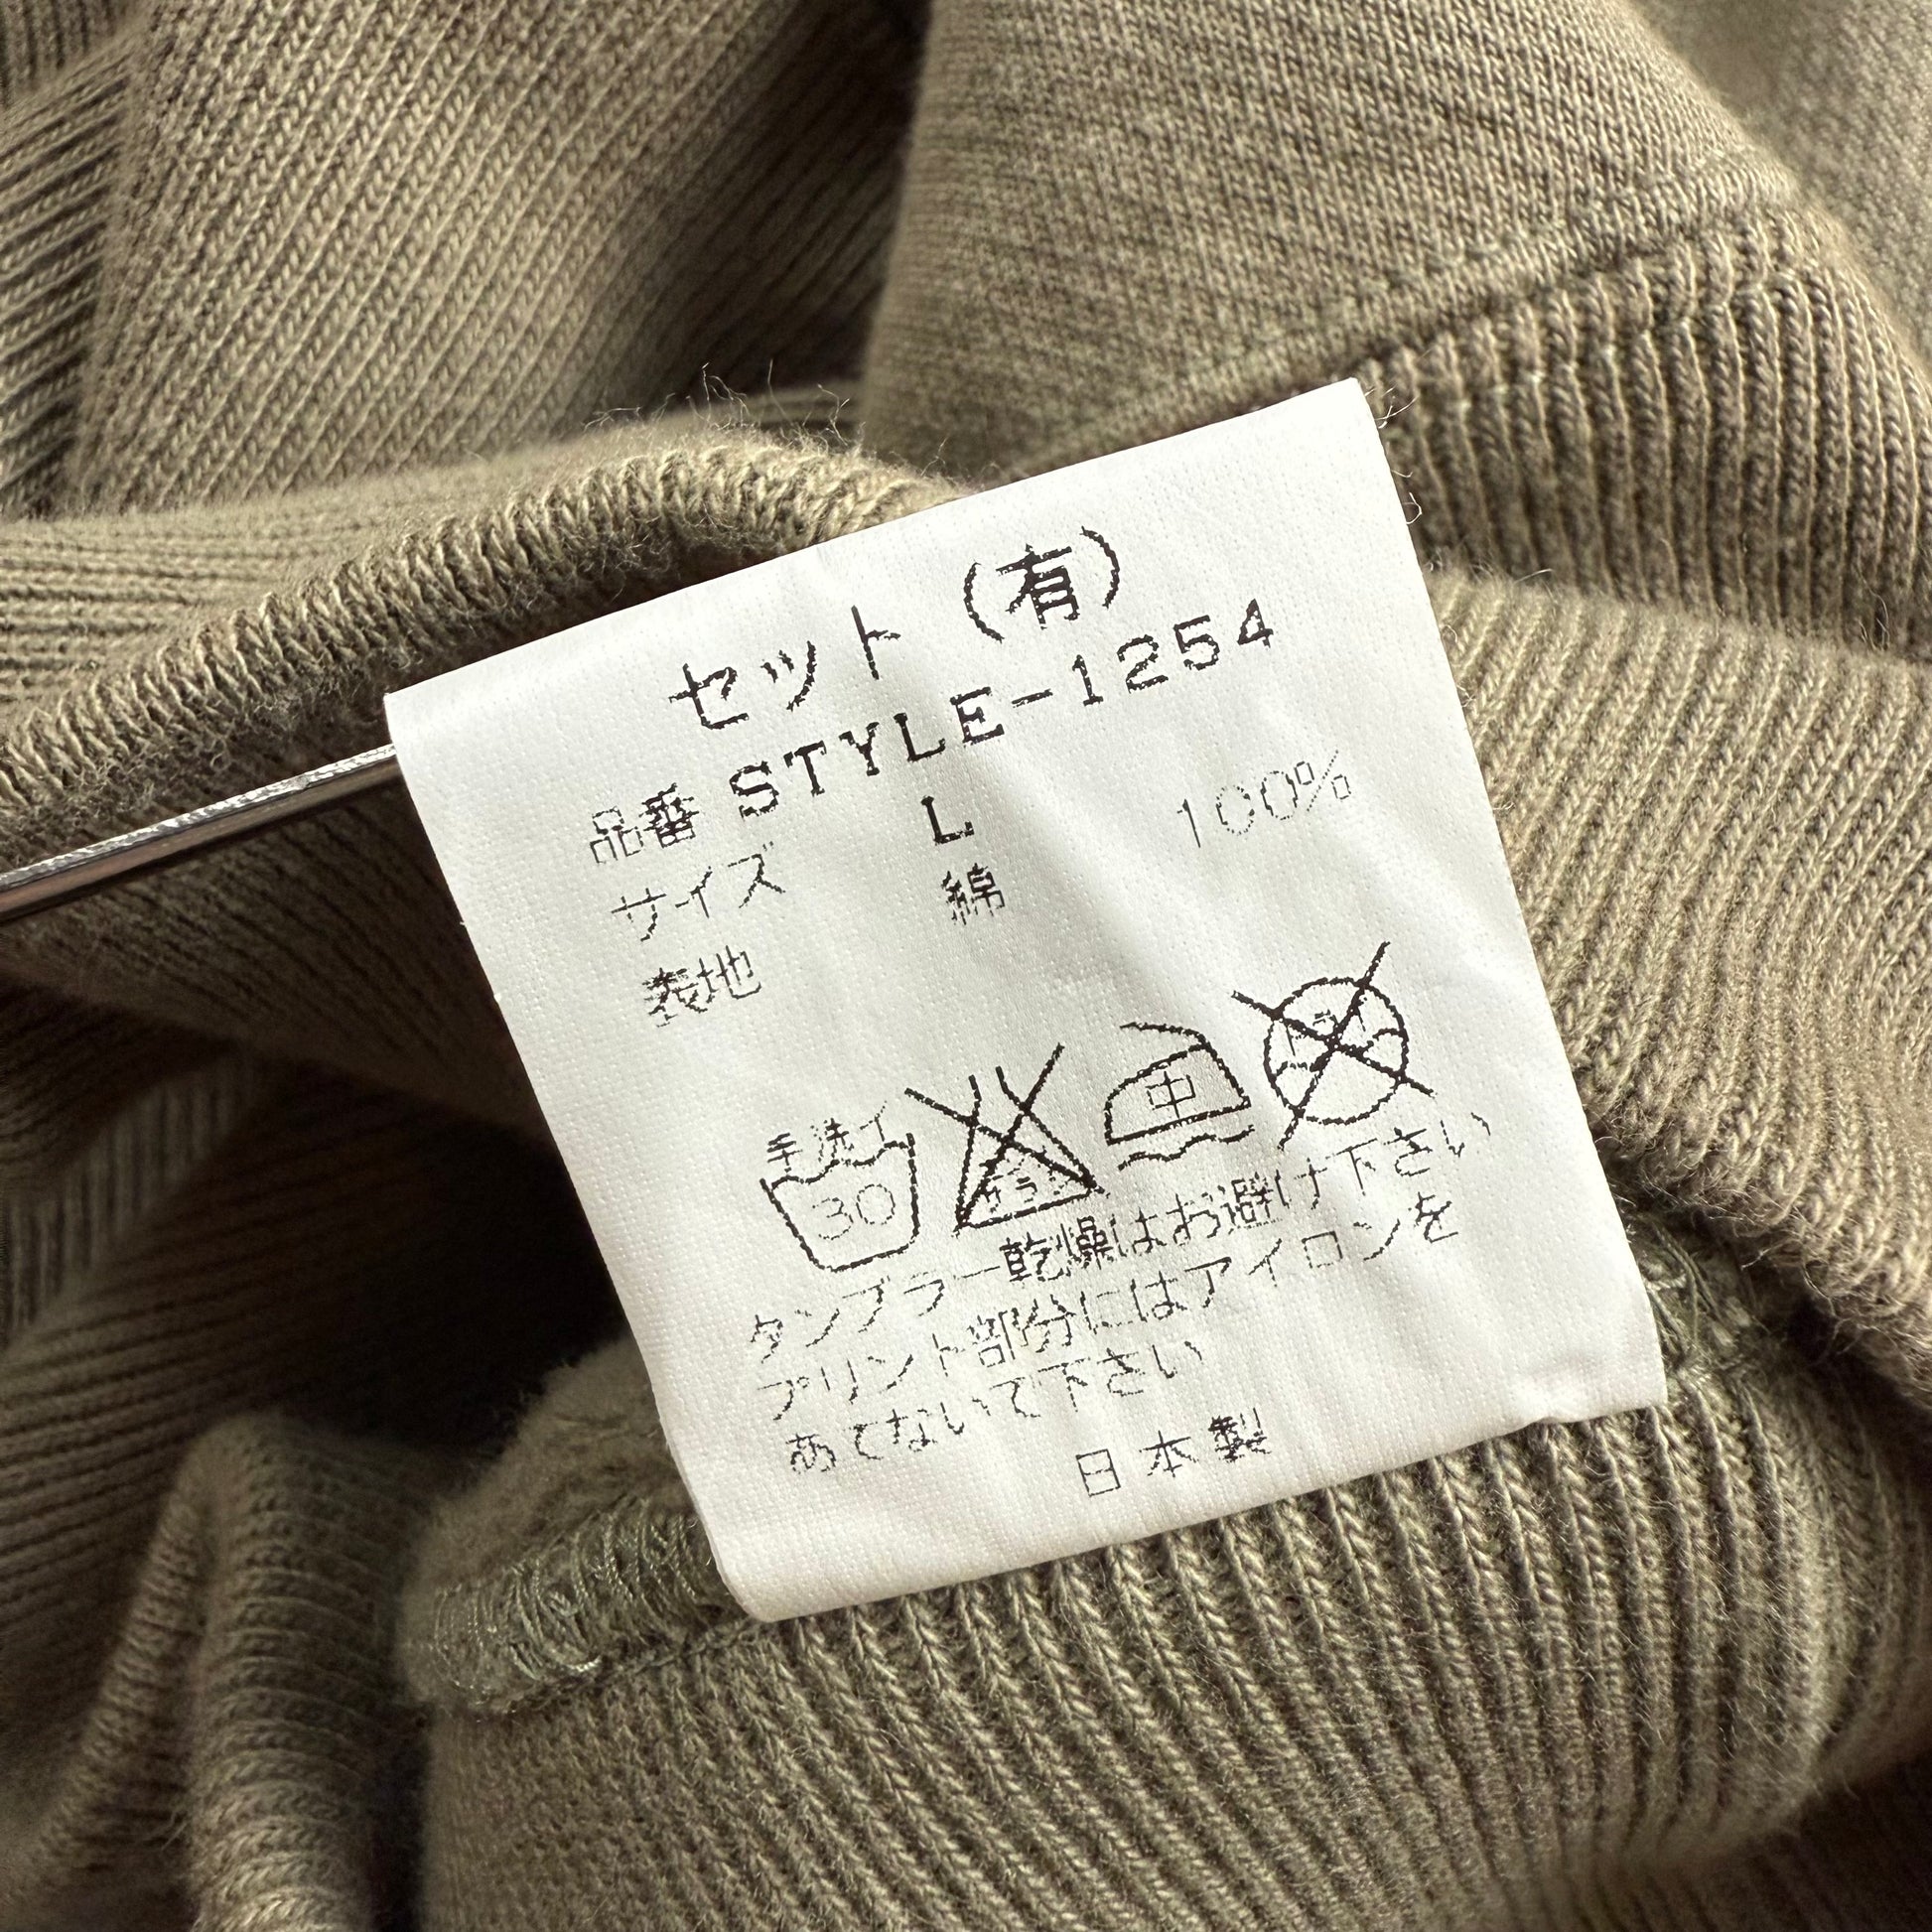 セット(有)
品番 STYLE-1254
サイズ L
表地 綿 100%
手洗イ
30
中
ドライ
タンブラー乾燥はお避け下さい
プリント部分にはアイロンを
あてないで下さい
日本製